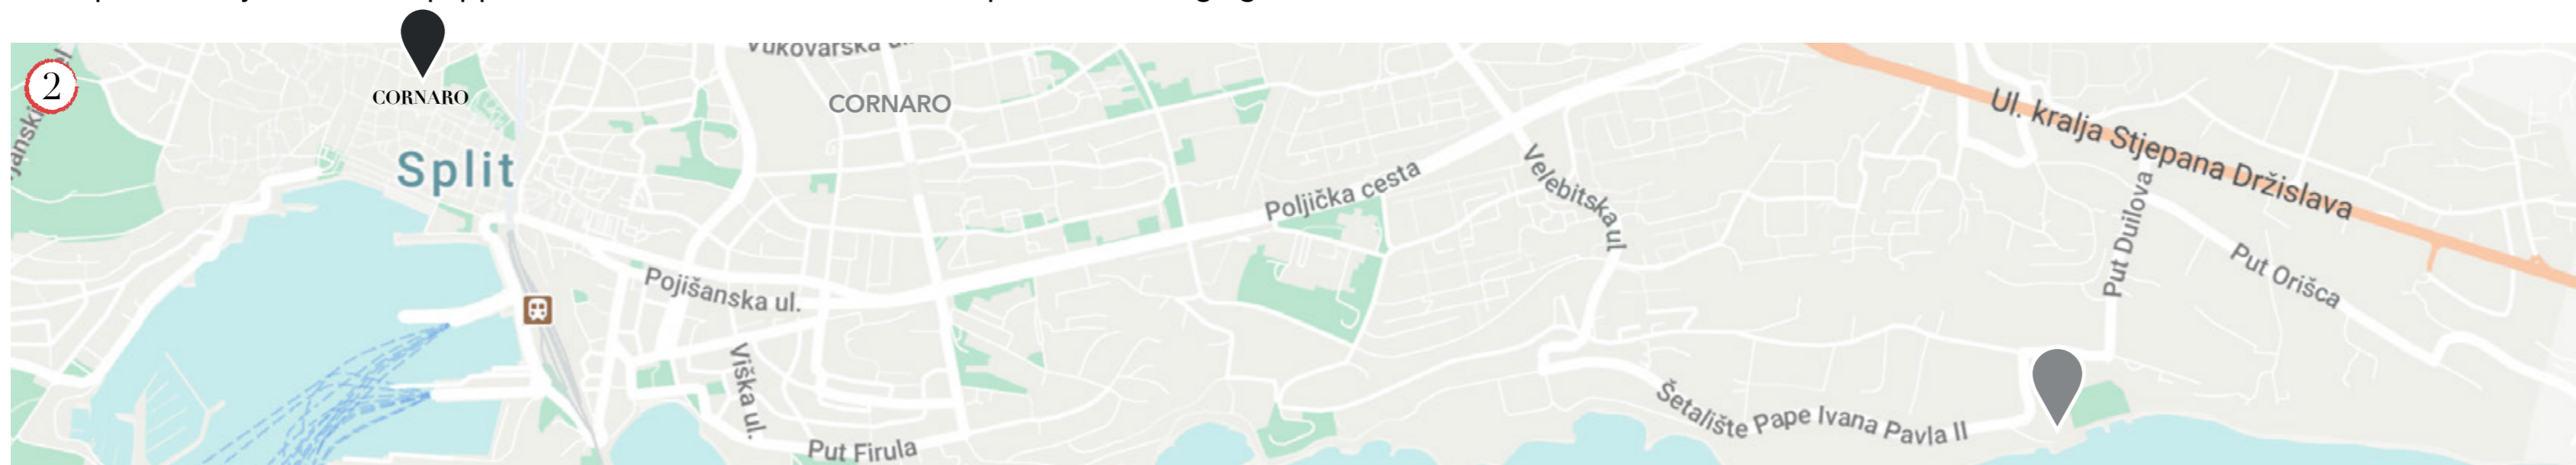 2
CORNARO
Vukovarska u
CORNARO
Split
Ul. kralja Stjepana Držislava
Poljička cesta
Velebitska ul
Put Duilova
Put Orišca
Pojišanska ul.
Viška ul.
Put Firula
Šetalište Pape Ivana Pavla II